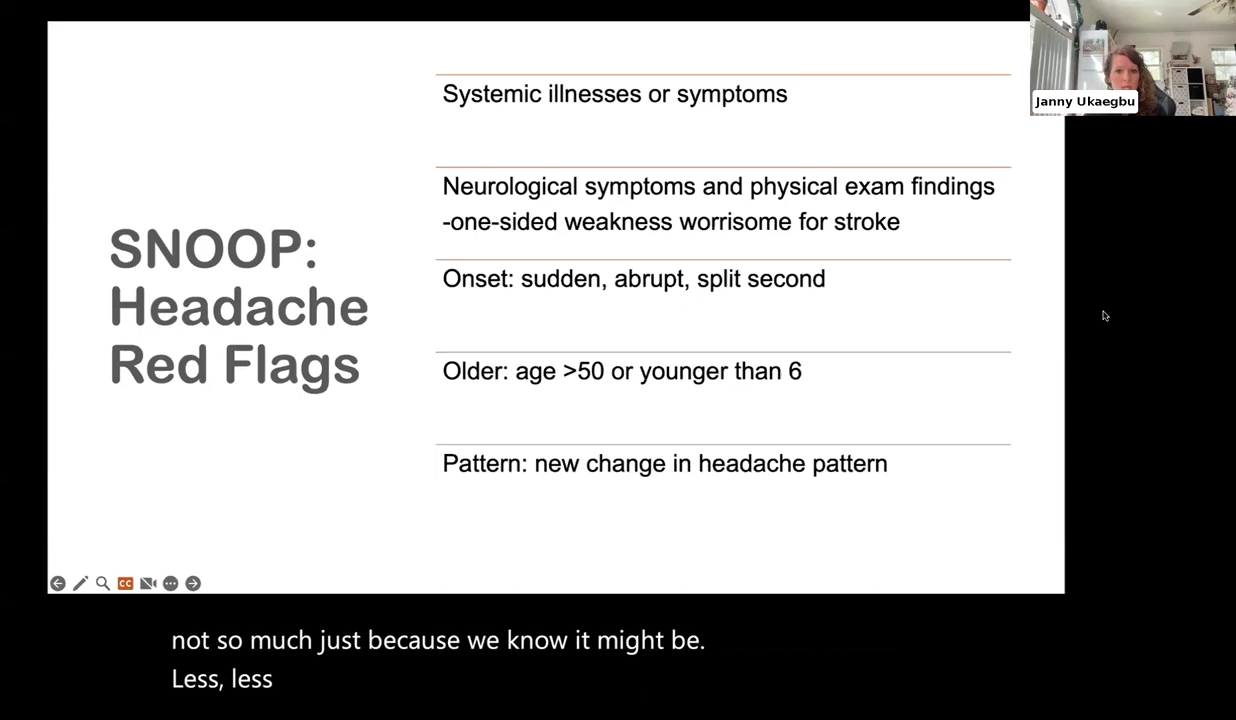 SNOOP:
Headache
Red Flags
Systemic illnesses or symptoms
Neurological symptoms and physical exam findings
-one-sided weakness worrisome for stroke
Onset: sudden, abrupt, split second
Older: age >50 or younger than 6
Pattern: new change in headache pattern
Janny Ukaegbu
CC
not so much just because we know it might be.
Less, less